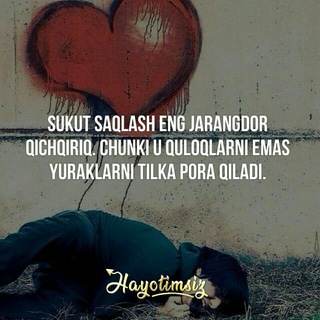 SUKUT SAQLASH ENG JARANGDOR
QICHQIRIQ. CHUNKI U QULOQLARNI EMAS
YURAKLARNI TILKA PORA QILADI.
Hayotimsiz